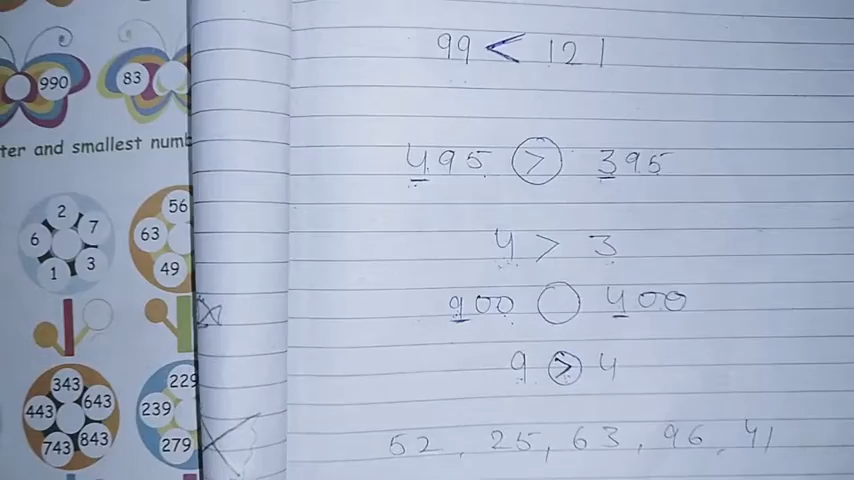 990
83
ter and smallest numb
2
7
6
1
3
56
63
49
343
443
643
743
843
229
239
279
99 < 121
495 > 395
4 > 3
900 ○ 400
9 > 4
52, 25, 63, 96, 41